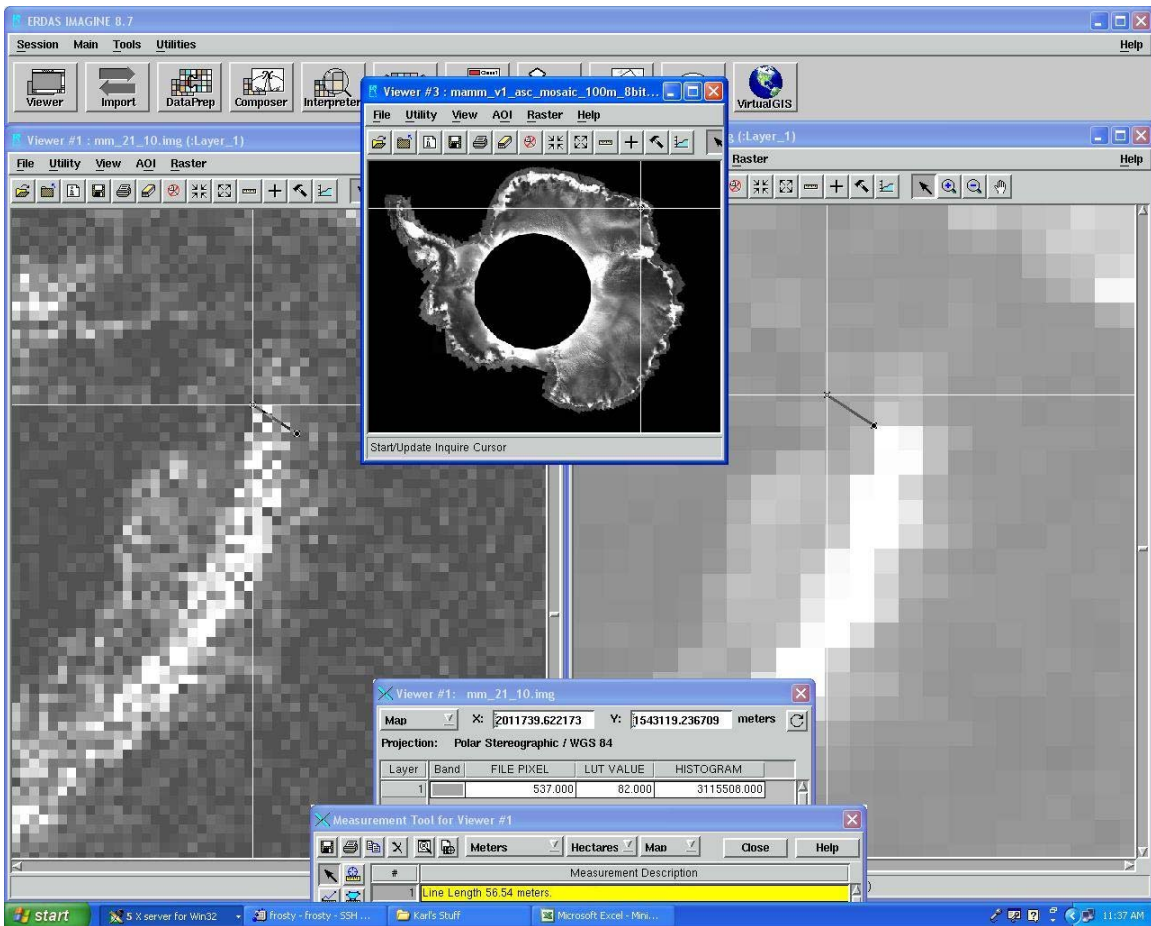 ERDAS IMAGINE 8.7
Session Main Tools Utilities Help
Viewer Import DataPrep Composer Interpreter VirtualGIS
Viewer #3 : mamm_v1_asc_mosaic_100m_8bit...
File Utility View AOI Raster Help
Start/Update Inquire Cursor
Viewer #1 : mm_21_10.img (:Layer_1)
File Utility View AOI Raster
(:Layer_1)
Raster Help
Viewer #1: mm_21_10.img
Map X: 2011739.622173 Y: 1543119.236709 meters
Projection: Polar Stereographic / WGS 84
Layer Band FILE PIXEL LUT VALUE HISTOGRAM
1 537.000 82.000 3115508.000
Measurement Tool for Viewer #1
Meters Hectares Map Close Help
# Measurement Description
1 Line Length 56.54 meters.
start X server for Win32 frosty - frosty - SSH ... Karl's Stuff Microsoft Excel - Mini... 11:37 AM